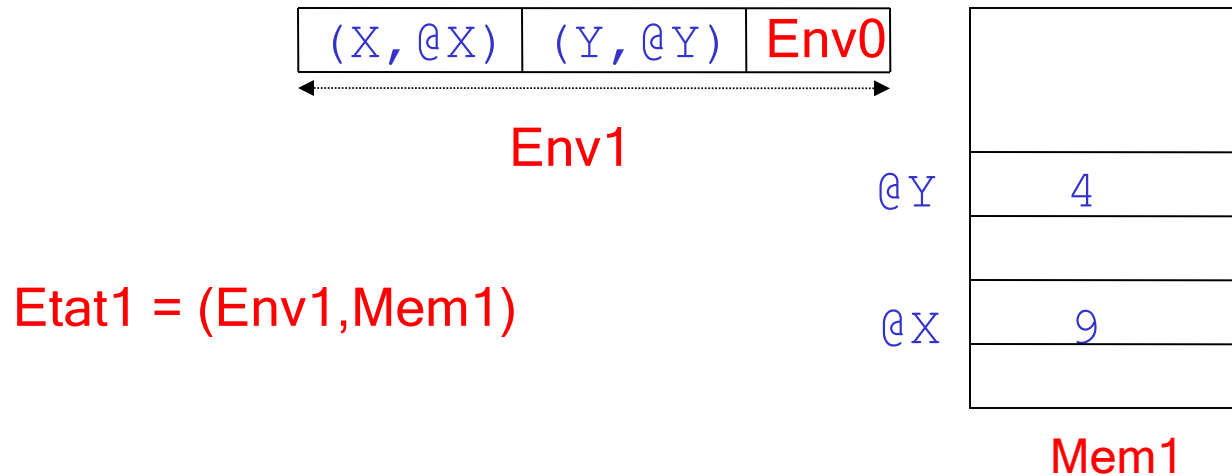 (X,@X) (Y,@Y) Env0
Env1
@Y 4
Etat1 = (Env1,Mem1)
@X 9
Mem1